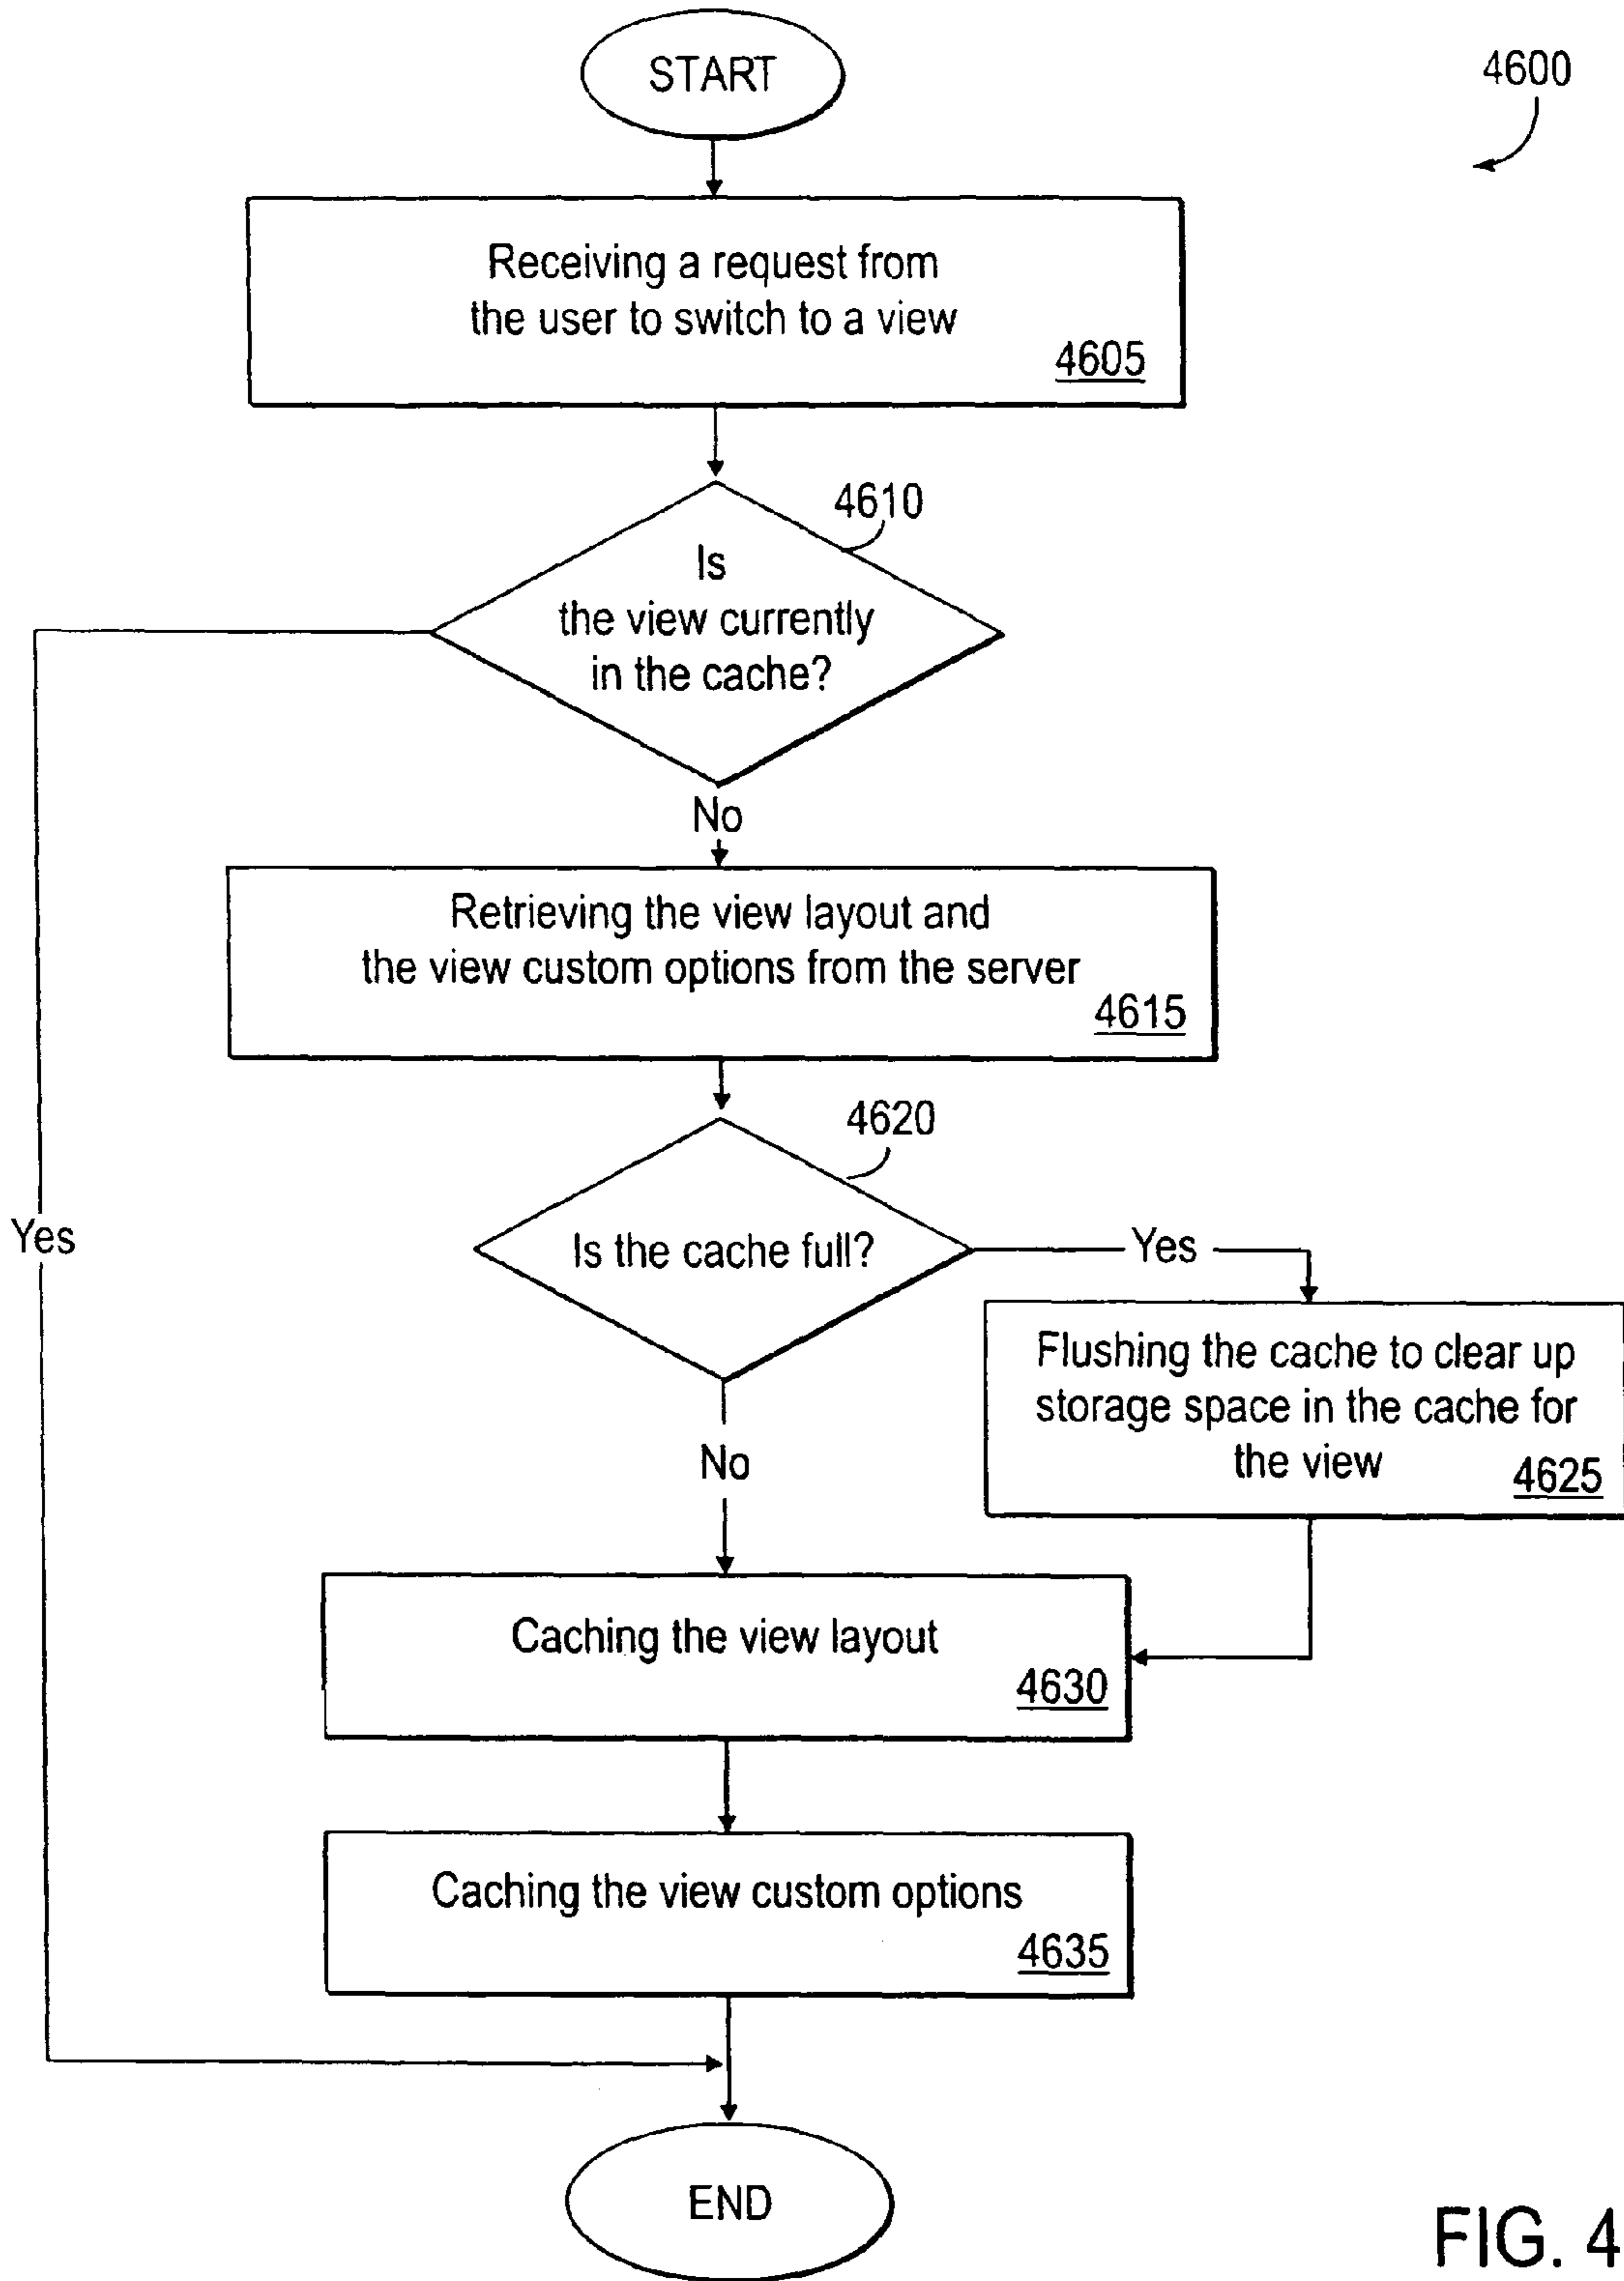 START
4600
Receiving a request from
the user to switch to a view
4605
4610
Is
the view currently
in the cache?
No
Retrieving the view layout and
the view custom options from the server
4615
4620
Yes
Is the cache full?
Yes
Flushing the cache to clear up
storage space in the cache for
the view
4625
No
Caching the view layout
4630
Caching the view custom options
4635
END
FIG. 4